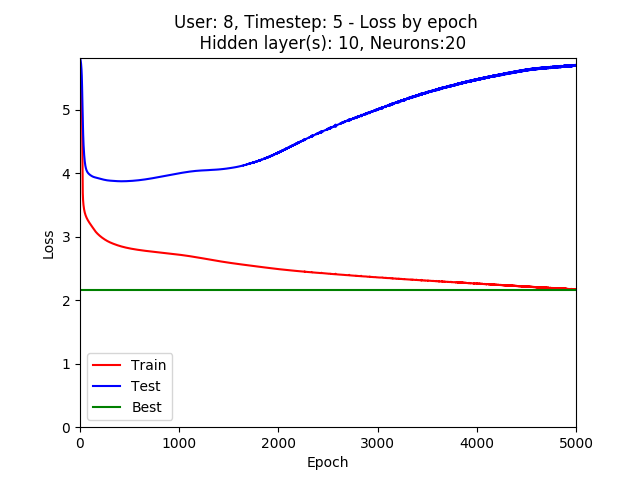 User: 8, Timestep: 5 - Loss by epoch
Hidden layer(s): 10, Neurons:20
5
4
3
2
1
0
Loss
Train
Test
Best
0 1000 2000 3000 4000 5000
Epoch